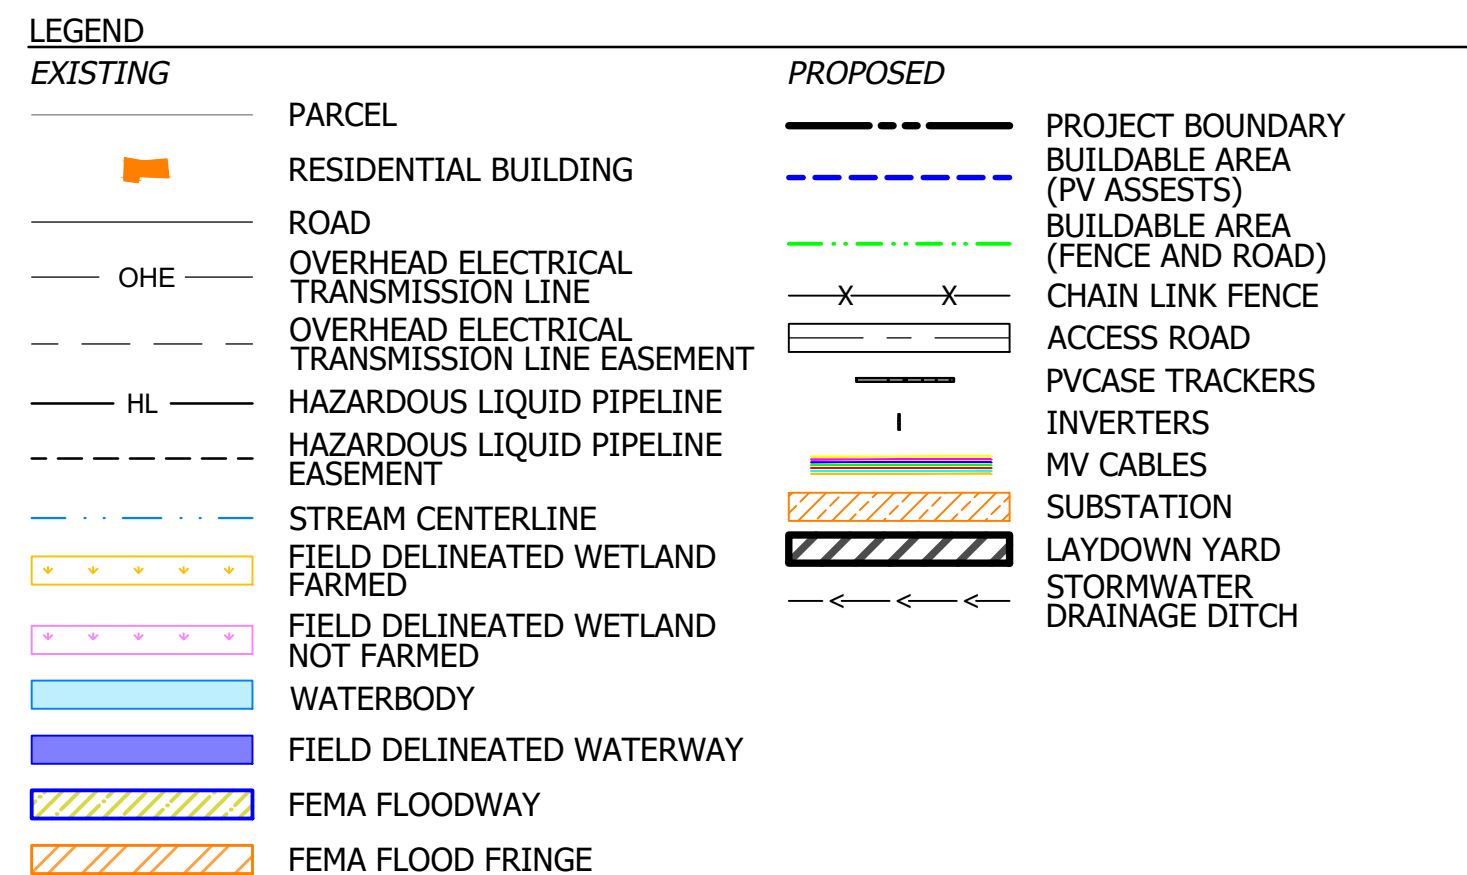 LEGEND
EXISTING
PARCEL
RESIDENTIAL BUILDING
ROAD
OHE
OVERHEAD ELECTRICAL
TRANSMISSION LINE
OVERHEAD ELECTRICAL
TRANSMISSION LINE EASEMENT
HL
HAZARDOUS LIQUID PIPELINE
HAZARDOUS LIQUID PIPELINE
EASEMENT
STREAM CENTERLINE
FIELD DELINEATED WETLAND
FARMED
FIELD DELINEATED WETLAND
NOT FARMED
WATERBODY
FIELD DELINEATED WATERWAY
FEMA FLOODWAY
FEMA FLOOD FRINGE
PROPOSED
PROJECT BOUNDARY
BUILDABLE AREA
(PV ASSESTS)
BUILDABLE AREA
(FENCE AND ROAD)
X X
CHAIN LINK FENCE
ACCESS ROAD
PVCASE TRACKERS
INVERTERS
MV CABLES
SUBSTATION
LAYDOWN YARD
STORMWATER
DRAINAGE DITCH